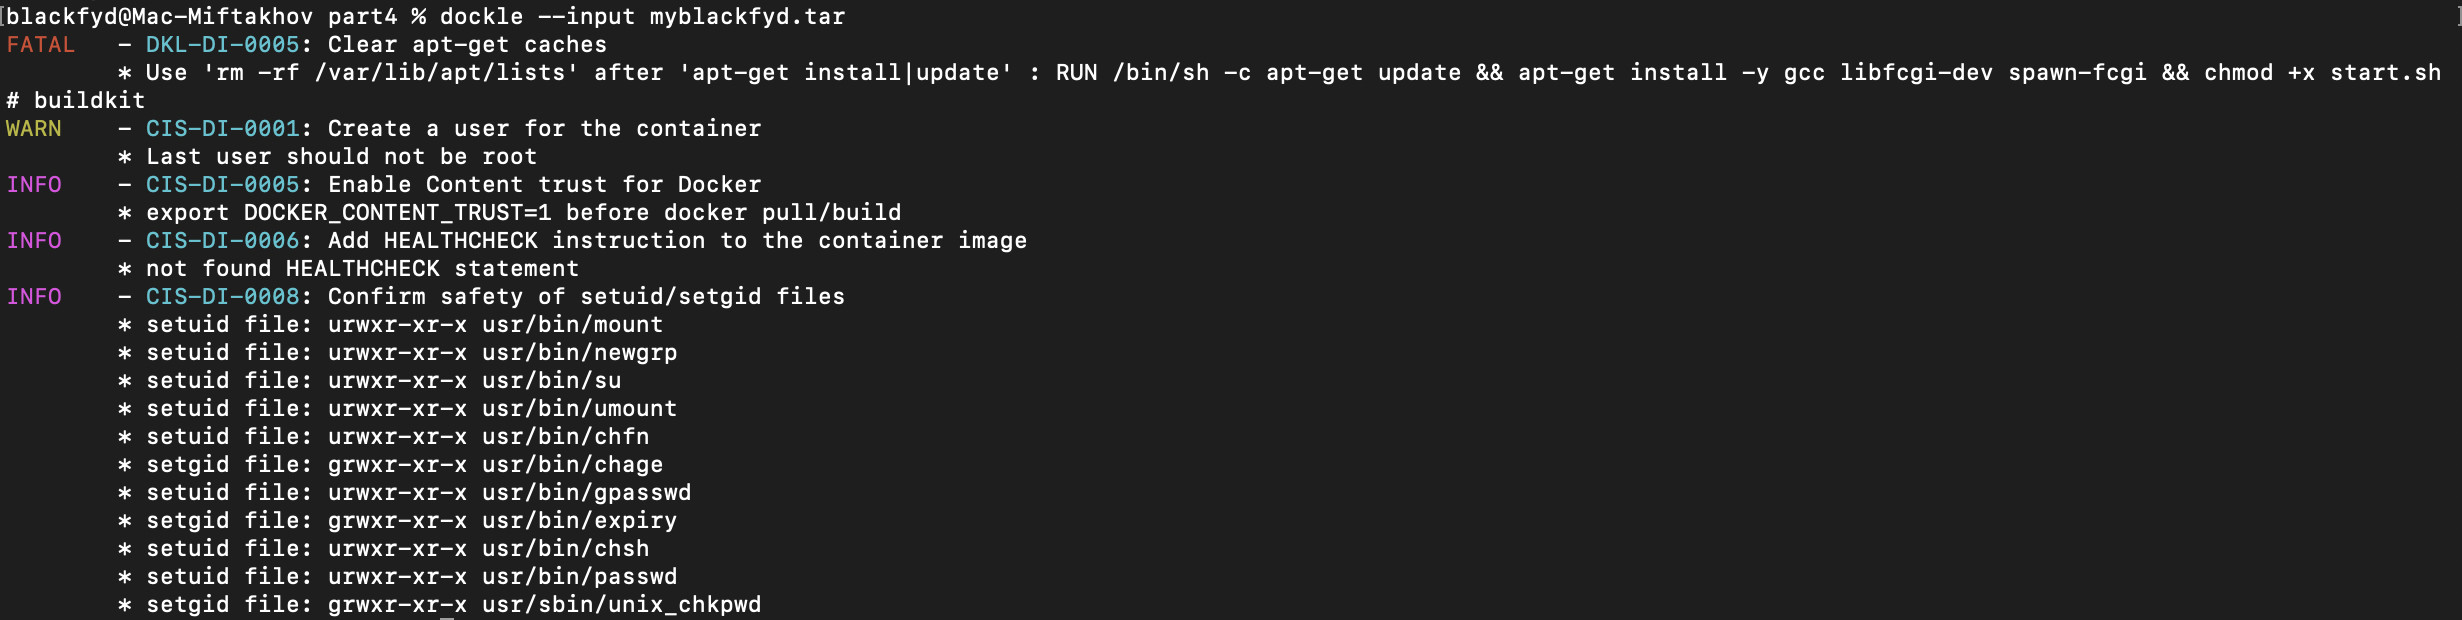 [blackfyd@Mac-Miftakhov part4 % dockle --input myblackfyd.tar ]
FATAL - DKL-DI-0005: Clear apt-get caches
* Use 'rm -rf /var/lib/apt/lists' after 'apt-get install|update' : RUN /bin/sh -c apt-get update && apt-get install -y gcc libfcgi-dev spawn-fcgi && chmod +x start.sh
# buildkit
WARN - CIS-DI-0001: Create a user for the container
* Last user should not be root
INFO - CIS-DI-0005: Enable Content trust for Docker
* export DOCKER_CONTENT_TRUST=1 before docker pull/build
INFO - CIS-DI-0006: Add HEALTHCHECK instruction to the container image
* not found HEALTHCHECK statement
INFO - CIS-DI-0008: Confirm safety of setuid/setgid files
* setuid file: urwxr-xr-x usr/bin/mount
* setuid file: urwxr-xr-x usr/bin/newgrp
* setuid file: urwxr-xr-x usr/bin/su
* setuid file: urwxr-xr-x usr/bin/umount
* setuid file: urwxr-xr-x usr/bin/chfn
* setgid file: grwxr-xr-x usr/bin/chage
* setuid file: urwxr-xr-x usr/bin/gpasswd
* setgid file: grwxr-xr-x usr/bin/expiry
* setuid file: urwxr-xr-x usr/bin/chsh
* setuid file: urwxr-xr-x usr/bin/passwd
* setgid file: grwxr-xr-x usr/sbin/unix_chkpwd